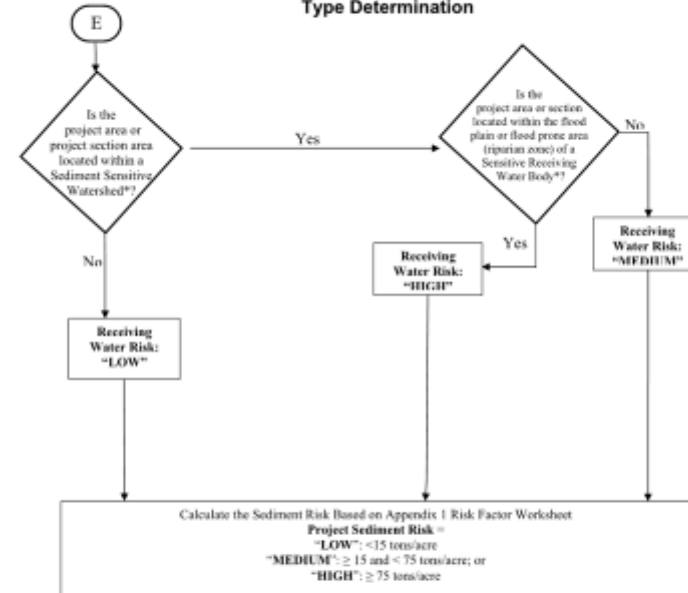 Type Determination
E
Is the
project area or
project section area
located within a
Sediment Sensitive
Watershed*?
Yes
Is the
project area or section
located within the flood
plain or flood prone area
(riparian zone) of a
Sensitive Receiving
Water Body*?
No
Yes
No
Receiving
Water Risk:
"HIGH"
Receiving
Water Risk:
"MEDIUM"
Receiving
Water Risk:
"LOW"
Calculate the Sediment Risk Based on Appendix 1 Risk Factor Worksheet
Project Sediment Risk =
"LOW": <15 tons/acre
"MEDIUM": ≥ 15 and < 75 tons/acre; or
"HIGH": ≥ 75 tons/acre